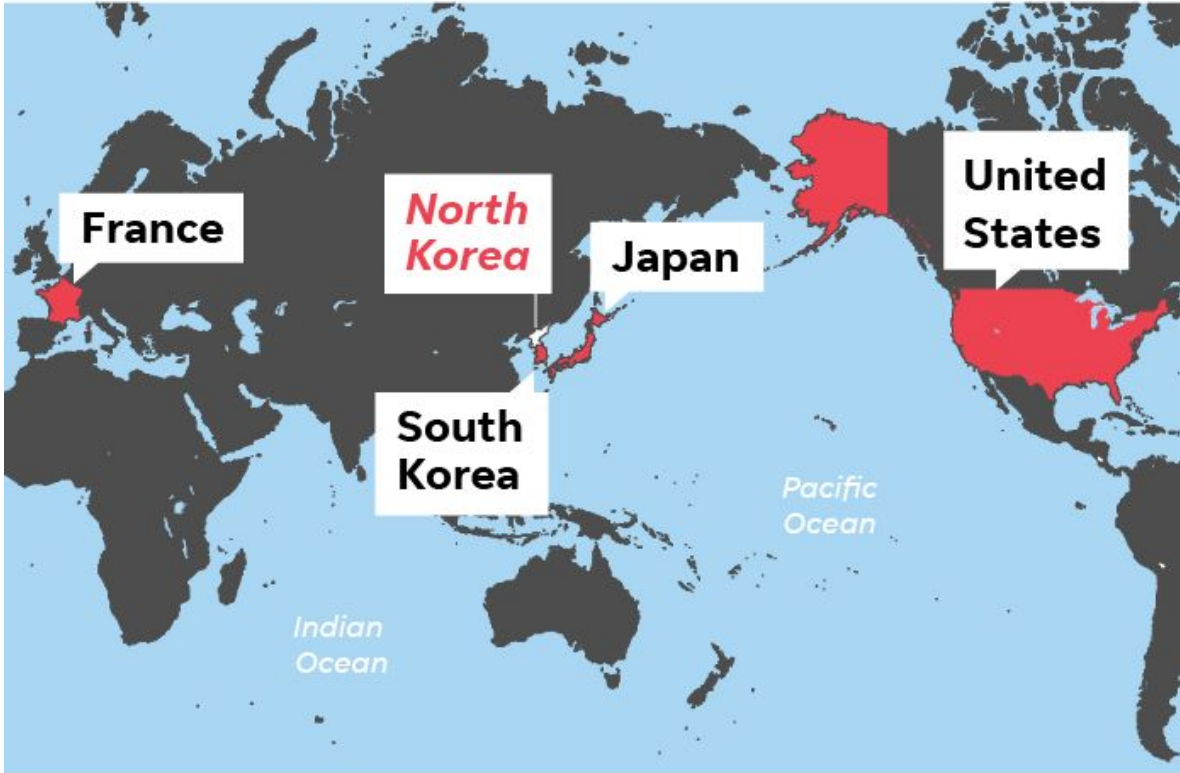 France
North
Korea
Japan
United
States
South
Korea
Pacific
Ocean
Indian
Ocean